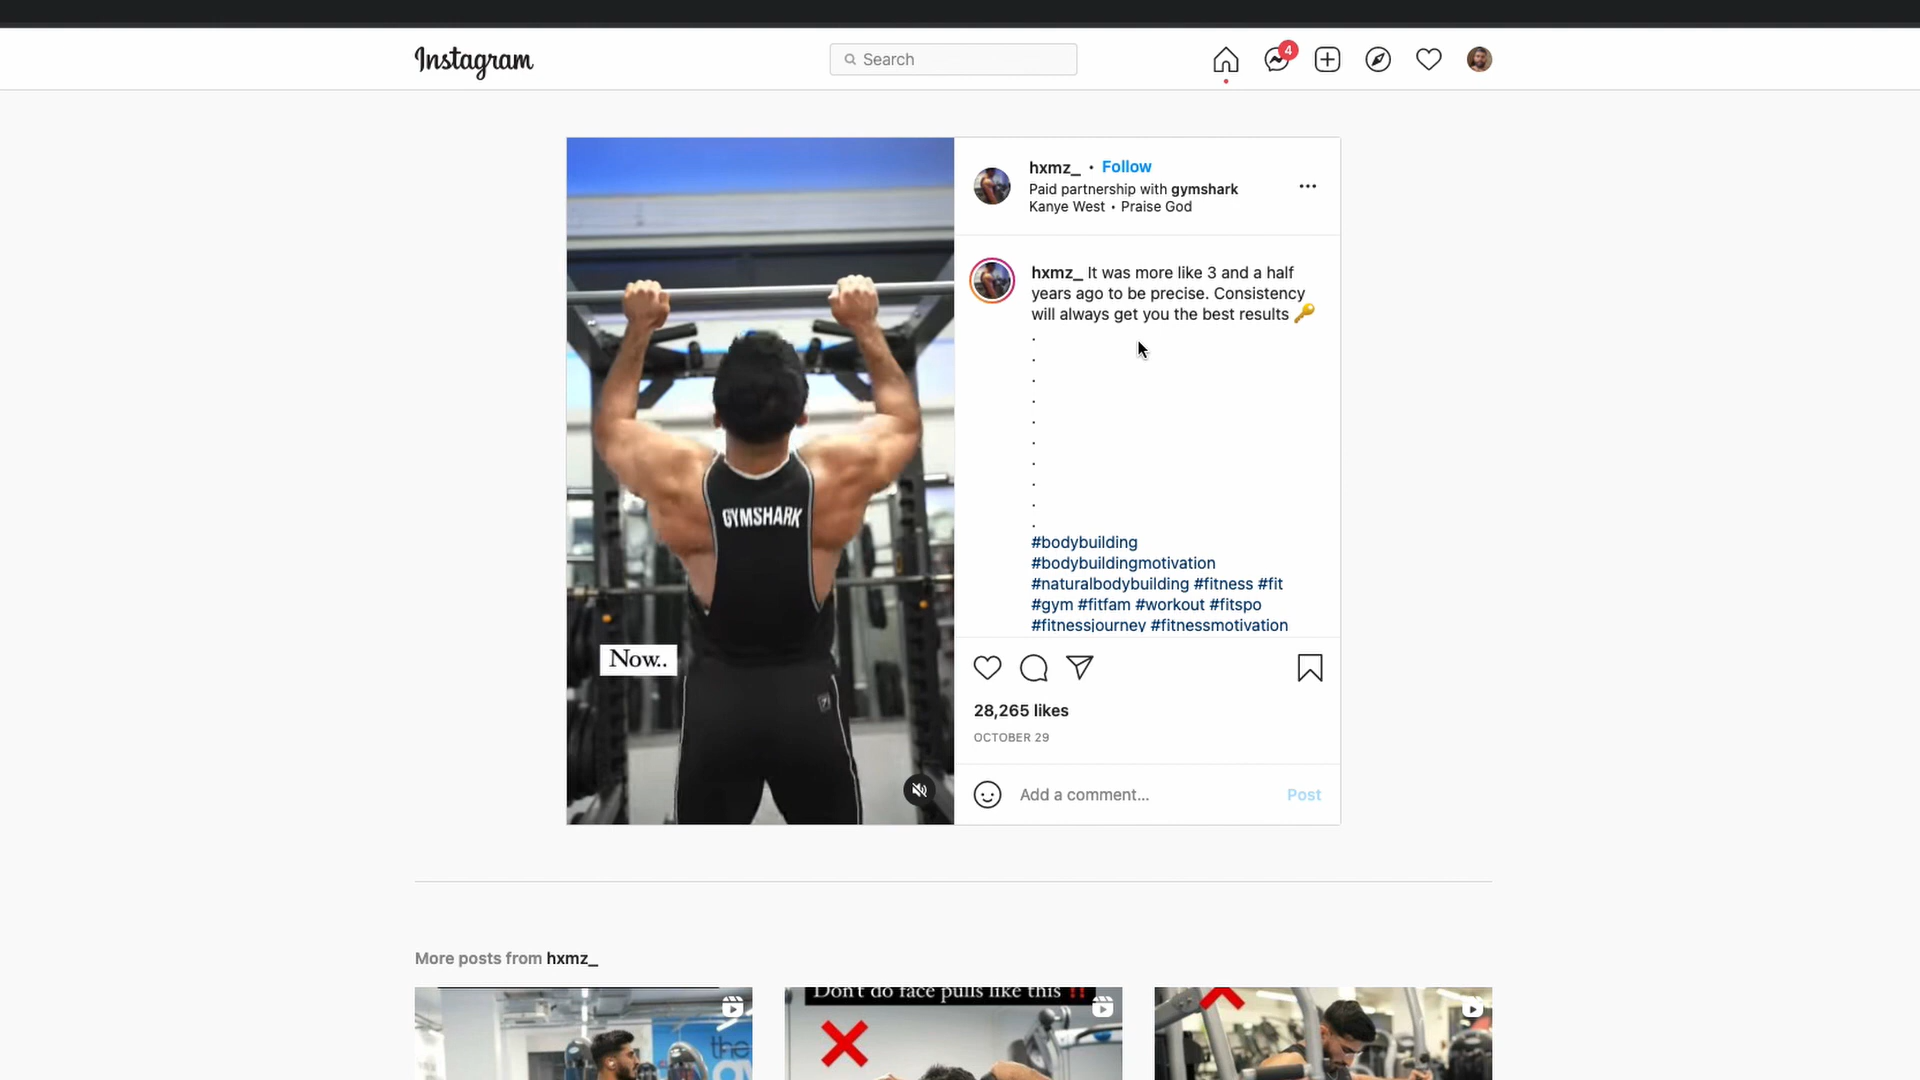 Instagram
Search
4
hxmz_ • Follow
Paid partnership with gymshark
Kanye West • Praise God
hxmz_ It was more like 3 and a half
years ago to be precise. Consistency
will always get you the best results 🔑
.
.
.
.
.
.
.
.
.
.
#bodybuilding
#bodybuildingmotivation
#naturalbodybuilding #fitness #fit
#gym #fitfam #workout #fitspo
#fitnessjourney #fitnessmotivation
GYMSHARK
Now..
28,265 likes
OCTOBER 29
Add a comment...
Post
More posts from hxmz_
Don't do face pulls like this ‼️
the